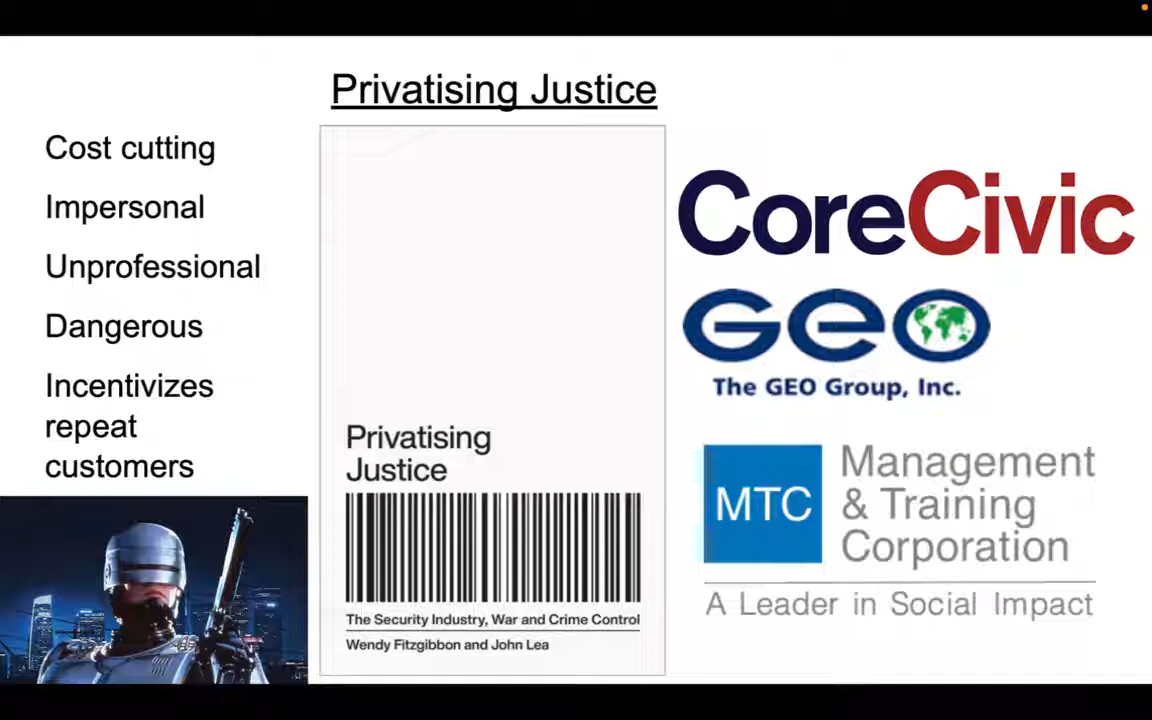 Privatising Justice
Cost cutting
Impersonal
Unprofessional
Dangerous
Incentivizes
repeat
customers
Privatising
Justice
The Security Industry, War and Crime Control
Wendy Fitzgibbon and John Lea
CoreCivic
GEO
The GEO Group, Inc.
MTC
Management
& Training
Corporation
A Leader in Social Impact